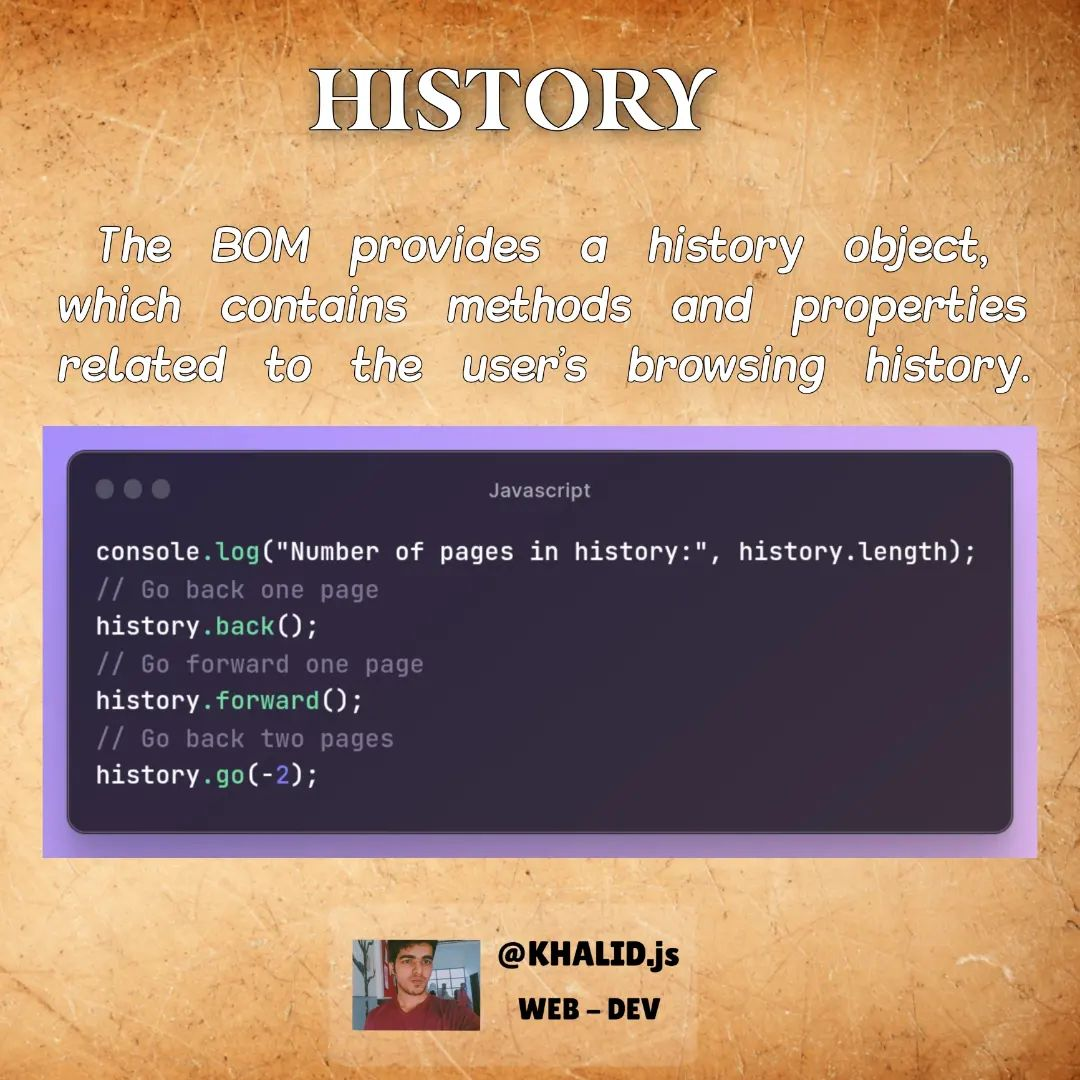 HISTORY
The BOM provides a history object,
which contains methods and properties
related to the user's browsing history.
Javascript
console.log("Number of pages in history:", history.length);
// Go back one page
history.back();
// Go forward one page
history.forward();
// Go back two pages
history.go(-2);
@KHALID.js
WEB - DEV